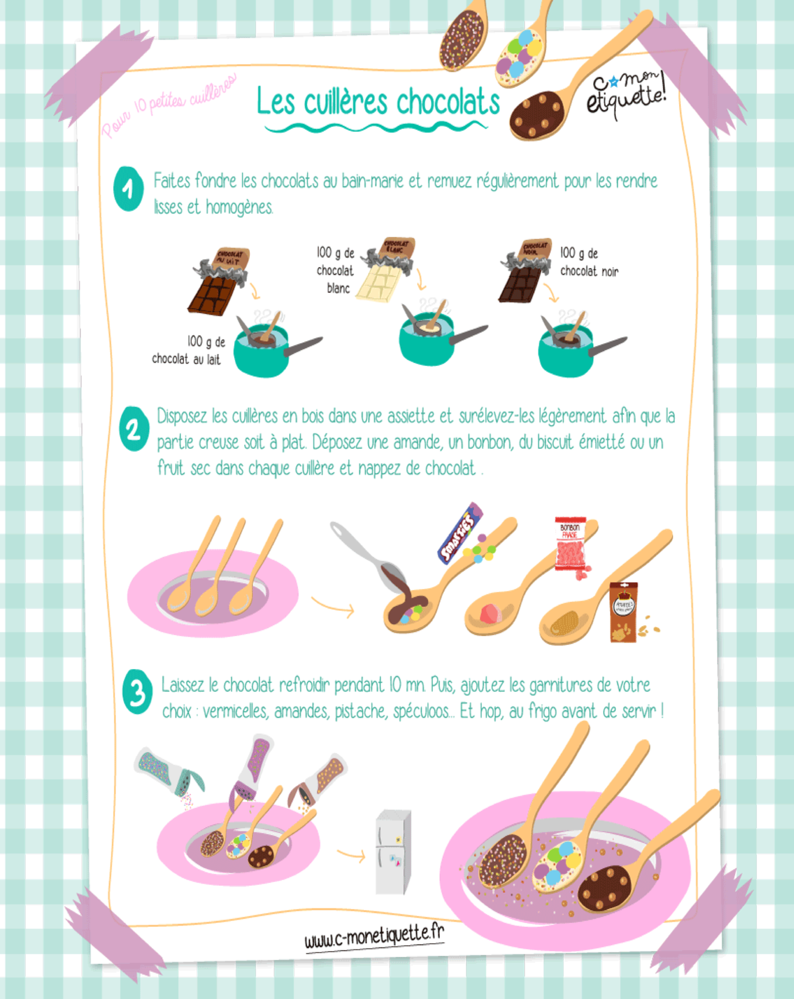 Pour 10 petites cuillères
Les cuillères chocolats
c mon
etiquette!
1
Faites fondre les chocolats au bain-marie et remuez régulièrement pour les rendre
lisses et homogènes.
CHOCOLAT
AU LAIT
100 g de
chocolat au lait
100 g de
chocolat
blanc
CHOCOLAT
BLANC
CHOCOLAT
NOIR
100 g de
chocolat noir
2
Disposez les cuillères en bois dans une assiette et surélevez-les légèrement afin que la
partie creuse soit à plat. Déposez une amande, un bonbon, du biscuit émietté ou un
fruit sec dans chaque cuillère et nappez de chocolat .
SMARTIES
BONBON
FRAISE
AMANDES
3
Laissez le chocolat refroidir pendant 10 mn. Puis, ajoutez les garnitures de votre
choix : vermicelles, amandes, pistache, spéculoos... Et hop, au frigo avant de servir !
www.c-monetiquette.fr